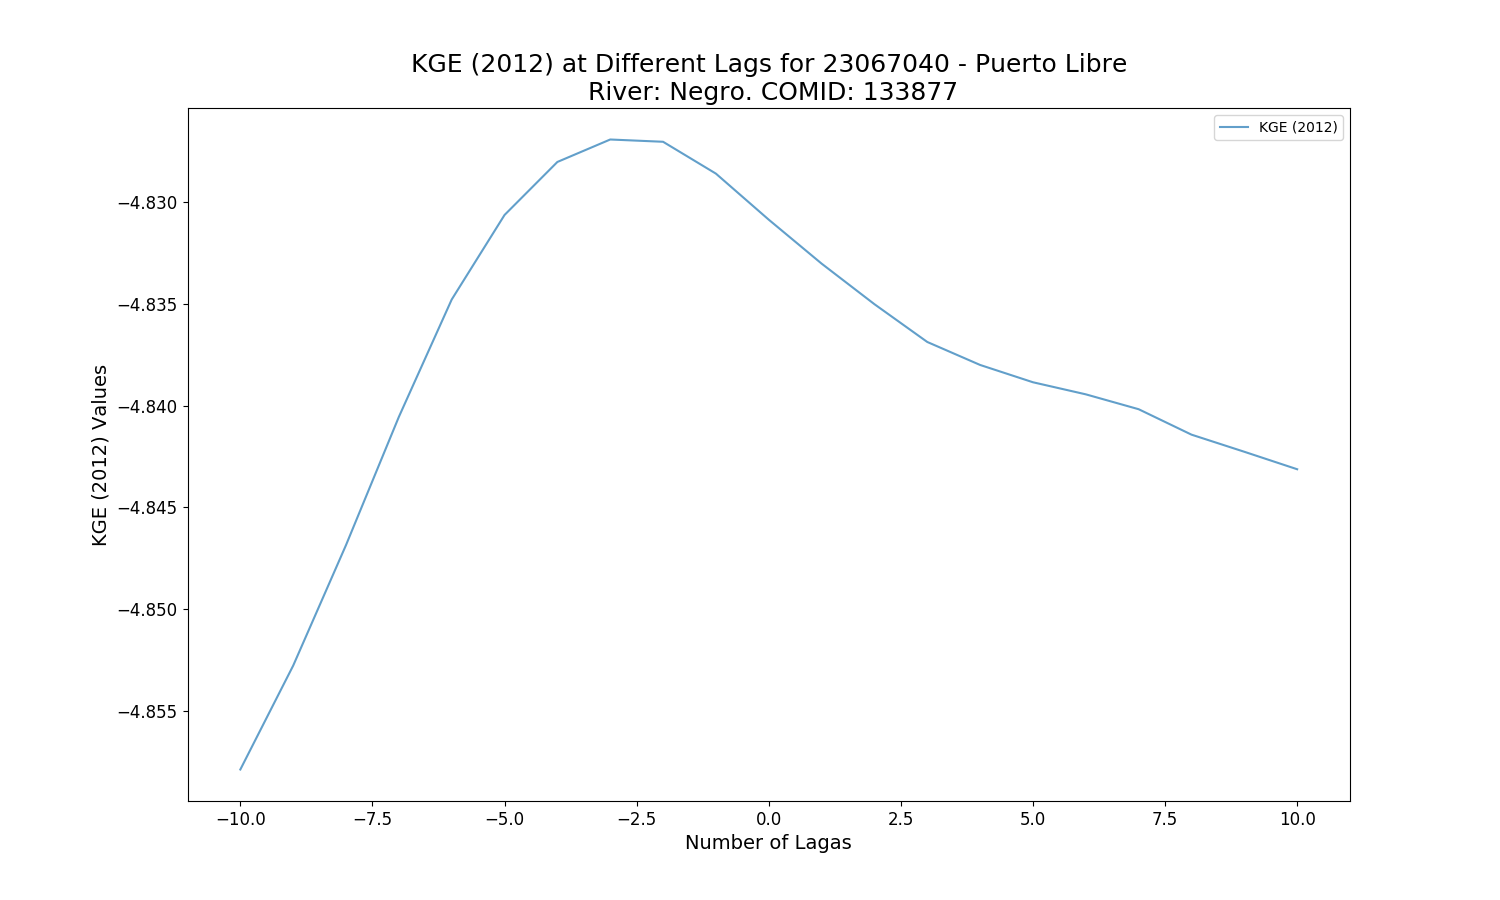 KGE (2012) at Different Lags for 23067040 - Puerto Libre
River: Negro. COMID: 133877
KGE (2012)
−4.830
−4.835
−4.840
−4.845
−4.850
−4.855
KGE (2012) Values
−10.0 −7.5 −5.0 −2.5 0.0 2.5 5.0 7.5 10.0
Number of Lagas